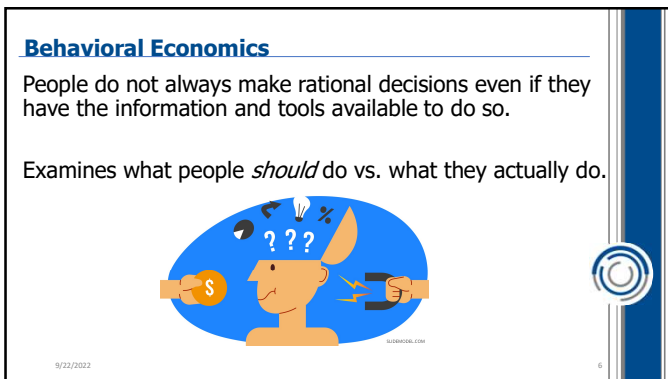 Behavioral Economics
People do not always make rational decisions even if they
have the information and tools available to do so.
Examines what people should do vs. what they actually do.
%
? ? ?
$
SLIDEMODEL.COM
9/22/2022
6